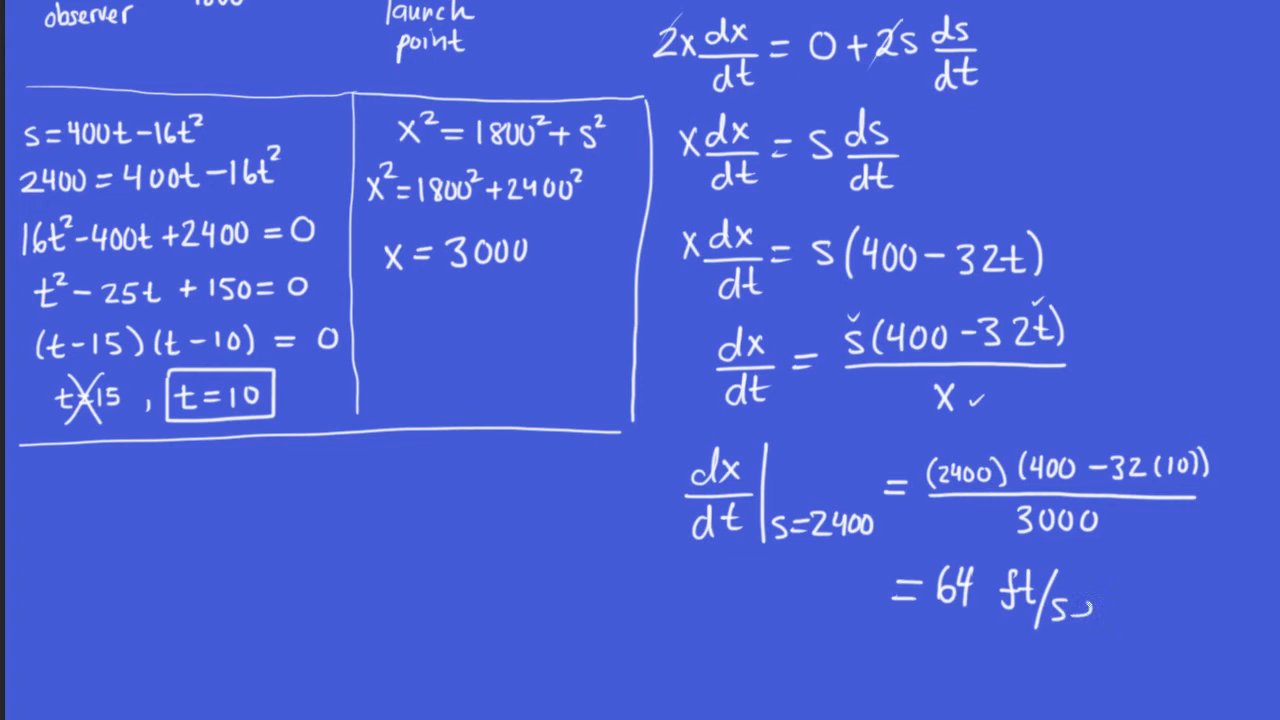 observer
launch
point
s=400t-16t²
2400=400t-16t²
16t²-400t+2400=0
t²-25t+150=0
(t-15)(t-10)=0
t=15, t=10
x²=1800²+s²
x²=1800²+2400²
x=3000
2x dx/dt = 0+2s ds/dt
x dx/dt = s ds/dt
x dx/dt = s(400-32t)
dx/dt = s(400-32t)/x
dx/dt|s=2400 = (2400)(400-32(10))/3000
=64 ft/s